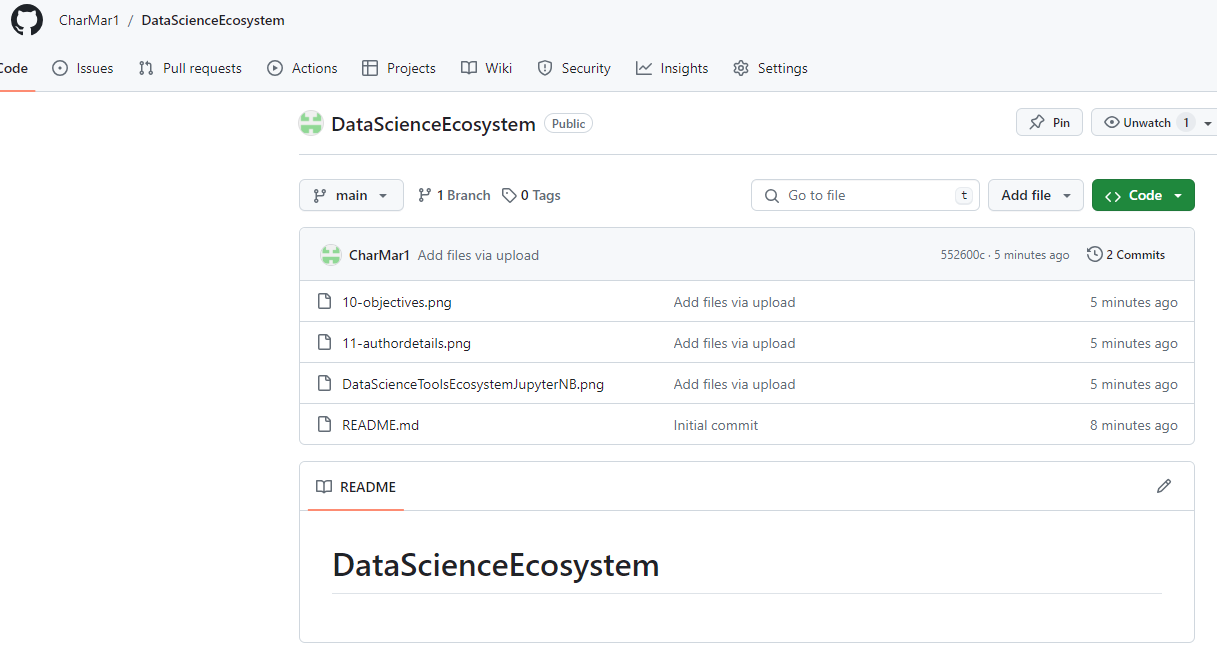 CharMar1 / DataScienceEcosystem
Code Issues Pull requests Actions Projects Wiki Security Insights Settings
DataScienceEcosystem Public Pin Unwatch 1
main 1 Branch 0 Tags Go to file t Add file <> Code
CharMar1 Add files via upload 552600c · 5 minutes ago 2 Commits
10-objectives.png Add files via upload 5 minutes ago
11-authordetails.png Add files via upload 5 minutes ago
DataScienceToolsEcosystemJupyterNB.png Add files via upload 5 minutes ago
README.md Initial commit 8 minutes ago
README
DataScienceEcosystem